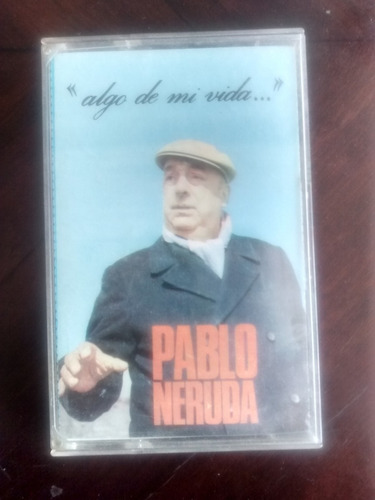 « algo de mi vida... »
PABLO
NERUDA